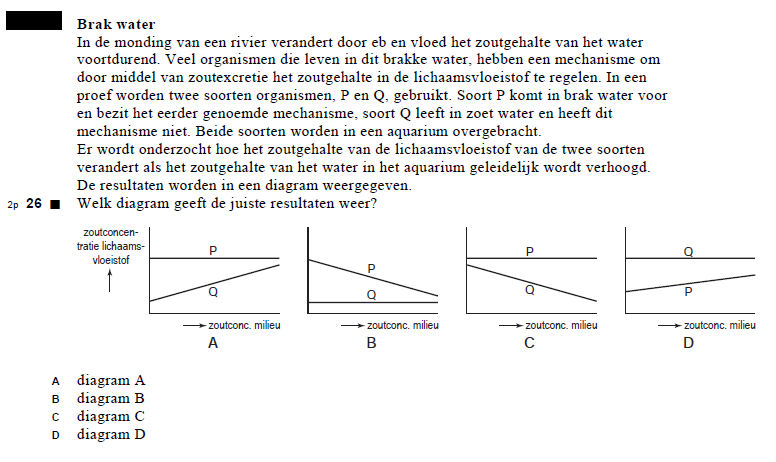 Brak water
In de monding van een rivier verandert door eb en vloed het zoutgehalte van het water
voortdurend. Veel organismen die leven in dit brakke water, hebben een mechanisme om
door middel van zoutexcretie het zoutgehalte in de lichaamsvloeistof te regelen. In een
proef worden twee soorten organismen, P en Q, gebruikt. Soort P komt in brak water voor
en bezit het eerder genoemde mechanisme, soort Q leeft in zoet water en heeft dit
mechanisme niet. Beide soorten worden in een aquarium overgebracht.
Er wordt onderzocht hoe het zoutgehalte van de lichaamsvloeistof van de twee soorten
verandert als het zoutgehalte van het water in het aquarium geleidelijk wordt verhoogd.
De resultaten worden in een diagram weergegeven.
2p 26 ■ Welk diagram geeft de juiste resultaten weer?
zoutconcen-
tratie lichaams-
vloeistof
P
Q
zoutconc. milieu
A
P
Q
zoutconc. milieu
B
P
Q
zoutconc. milieu
C
Q
P
zoutconc. milieu
D
A diagram A
B diagram B
C diagram C
D diagram D